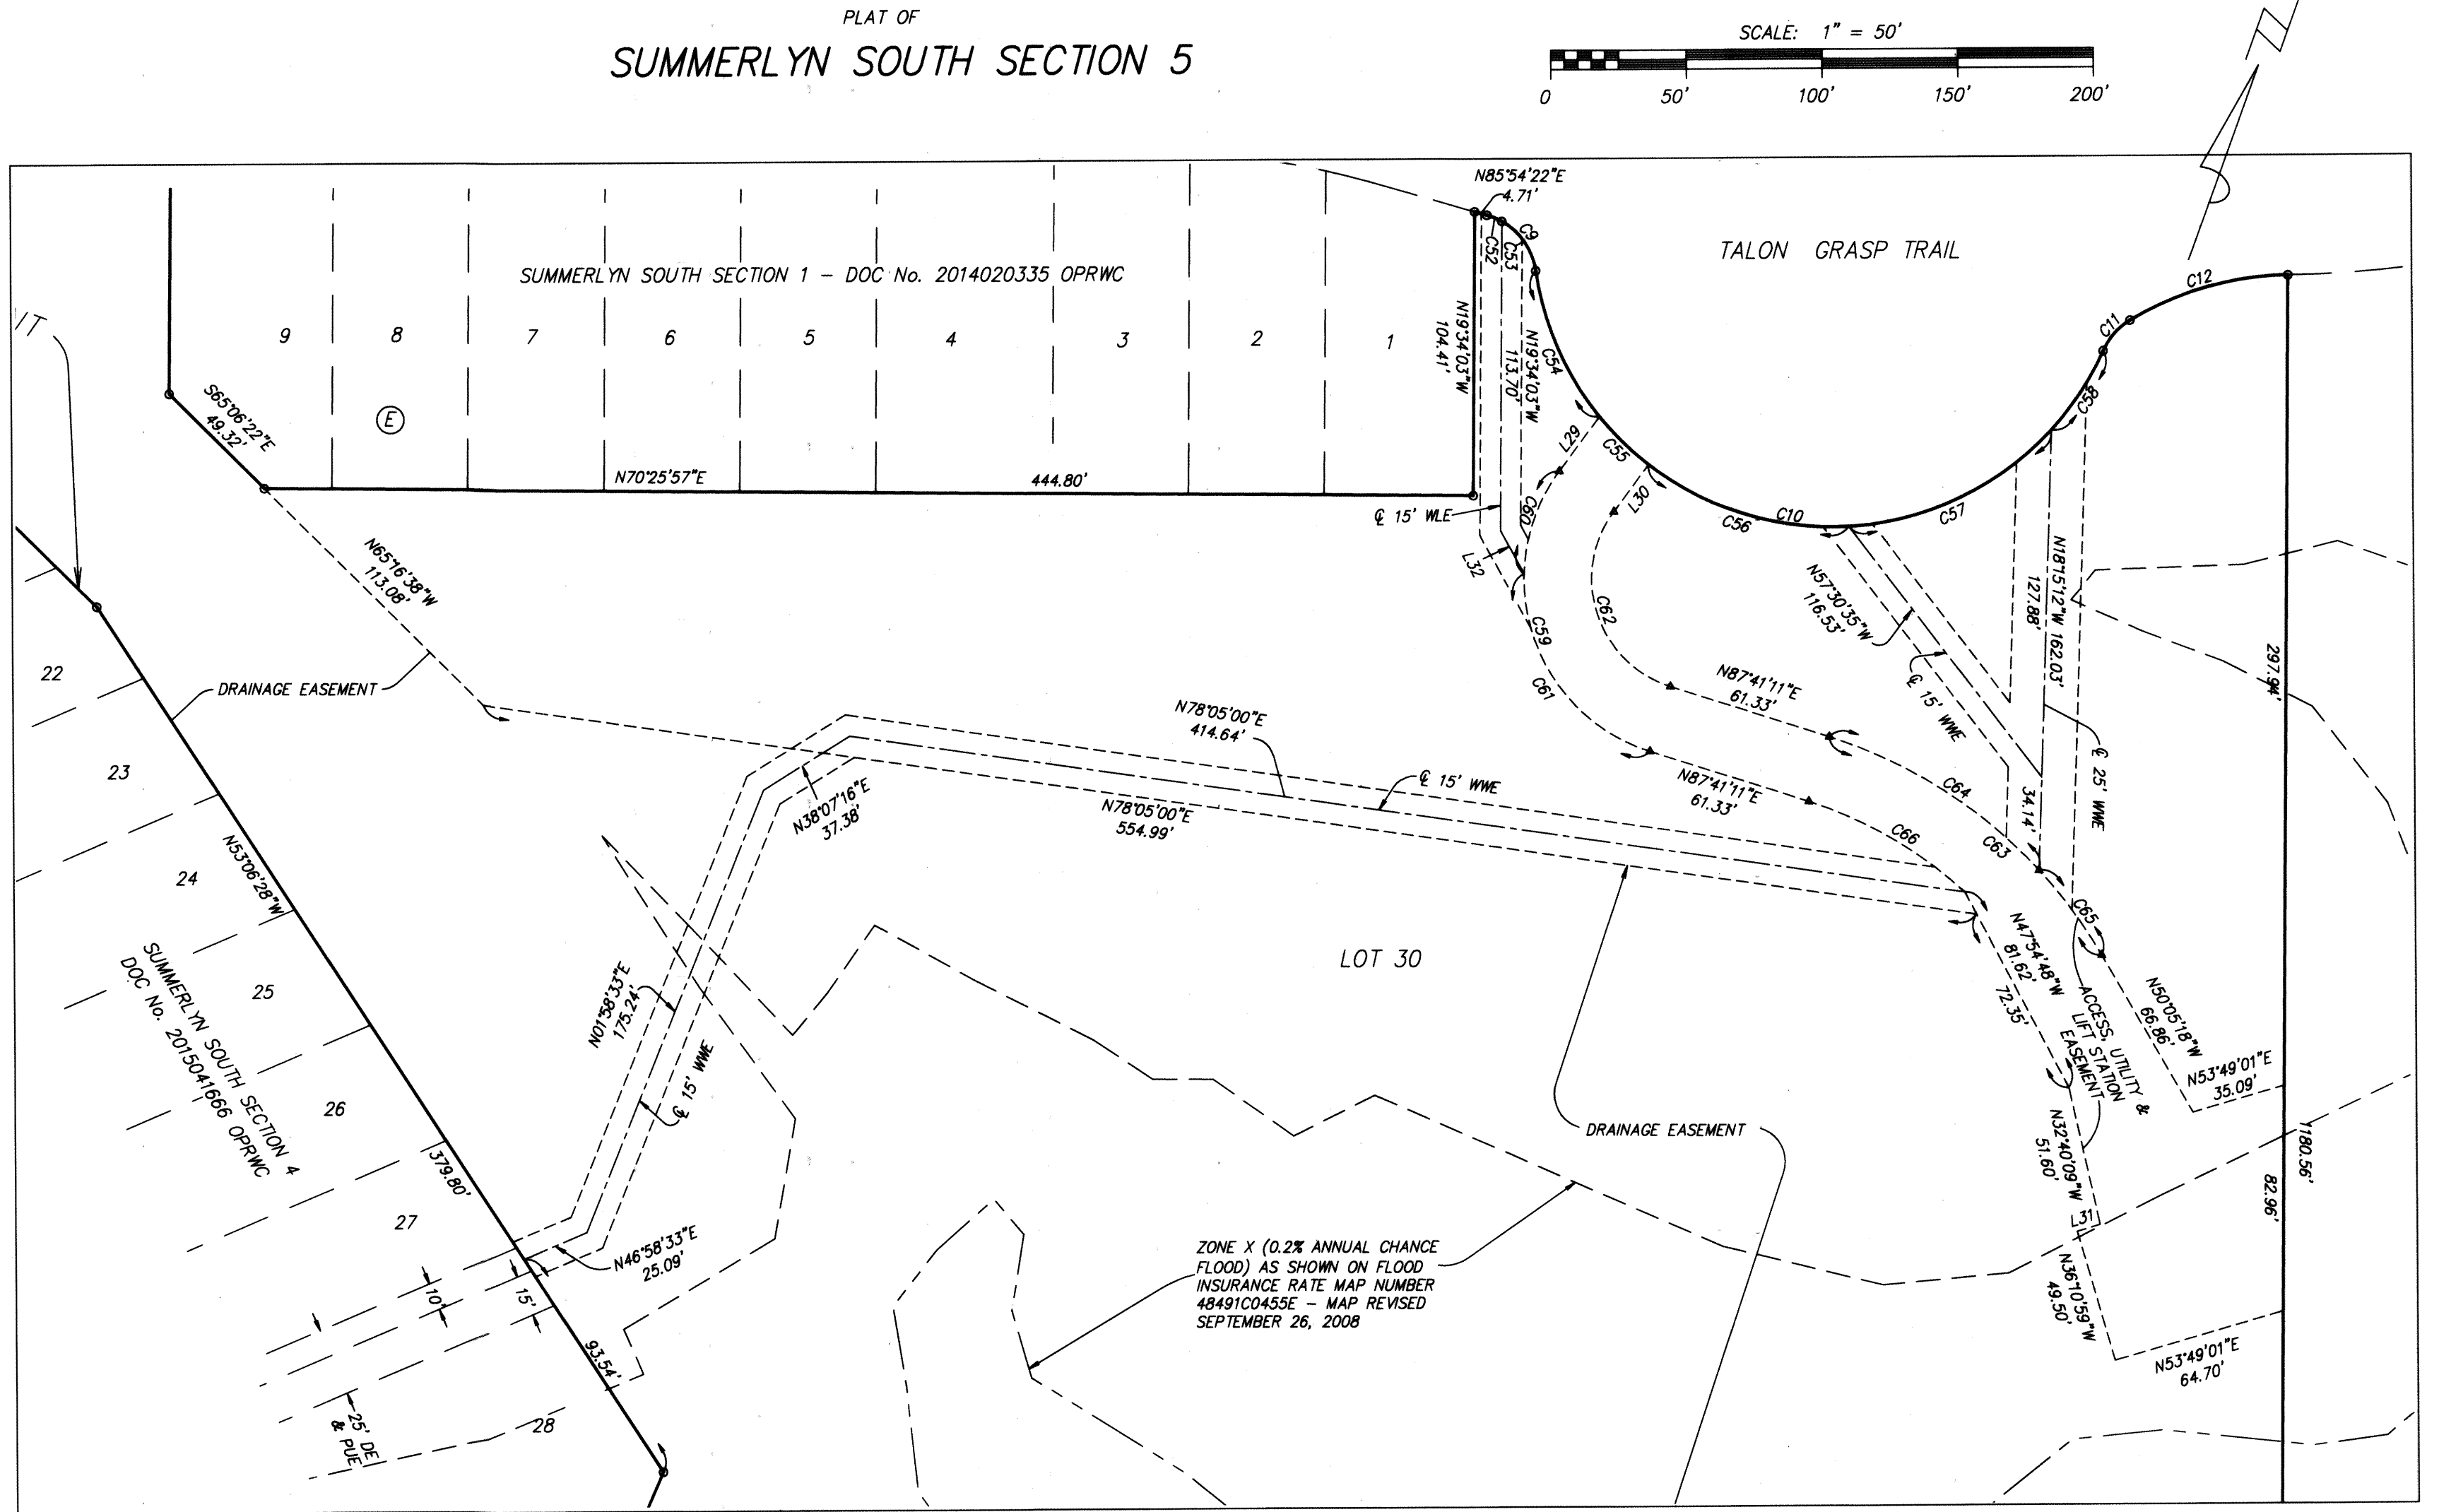 PLAT OF
SUMMERLYN SOUTH SECTION 5
SCALE: 1" = 50'
0 50' 100' 150' 200'
N85°54'22"E
4.71'
C9
C52
C53
TALON GRASP TRAIL
C12
C11
SUMMERLYN SOUTH SECTION 1 - DOC No. 2014020335 OPRWC
9 8 7 6 5 4 3 2 1
E
S65°06'22"E
49.32'
N70°25'57"E 444.80'
N19°34'03"W
104.41'
N19°34'03"W
113.70'
C54
C58
L29
C55
L30
C60
C56
C10
C57
℄ 15' WLE
L32
N65°16'38"W
113.08'
C59
C62
C61
N57°30'35"W
116.53'
℄ 15' WWE
N18°15'12"W 162.03'
127.88'
34.14'
℄ 25' WWE
297.94'
22
DRAINAGE EASEMENT
23
24
25
26
27
28
N53°06'28"W
379.80'
93.54'
SUMMERLYN SOUTH SECTION 4
DOC No. 2015041666 OPRWC
N87°41'11"E
61.33'
N87°41'11"E
61.33'
C64
C66
C63
C65
N78°05'00"E
414.64'
℄ 15' WWE
N78°05'00"E
554.99'
N38°07'16"E
37.38'
N01°58'33"E
175.24'
℄ 15' WWE
N46°58'33"E
25.09'
10'
15'
25' DE
& PUE
LOT 30
N47°54'48"W
81.62'
72.35'
ACCESS, UTILITY &
LIFT STATION
EASEMENT
N50°05'18"W
66.86'
N53°49'01"E
35.09'
1180.56'
82.96'
N32°40'09"W
51.60'
L31
N36°10'59"W
49.50'
N53°49'01"E
64.70'
DRAINAGE EASEMENT
ZONE X (0.2% ANNUAL CHANCE
FLOOD) AS SHOWN ON FLOOD
INSURANCE RATE MAP NUMBER
48491C0455E - MAP REVISED
SEPTEMBER 26, 2008